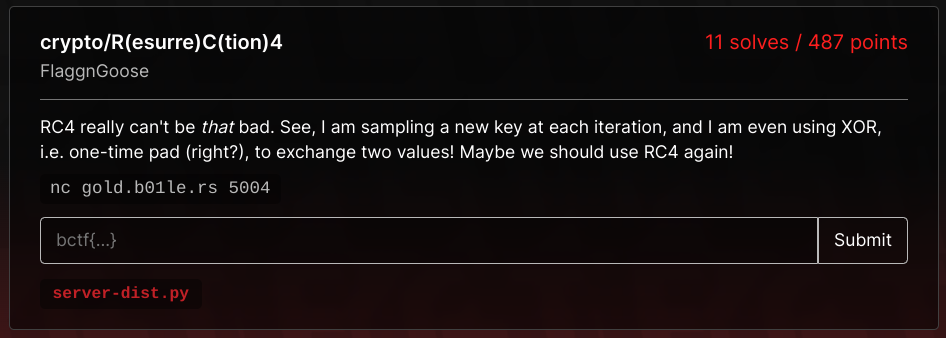 crypto/R(esurre)C(tion)4
11 solves / 487 points
FlaggnGoose
RC4 really can't be that bad. See, I am sampling a new key at each iteration, and I am even using XOR,
i.e. one-time pad (right?), to exchange two values! Maybe we should use RC4 again!
nc gold.b01le.rs 5004
bctf{...}
Submit
server-dist.py